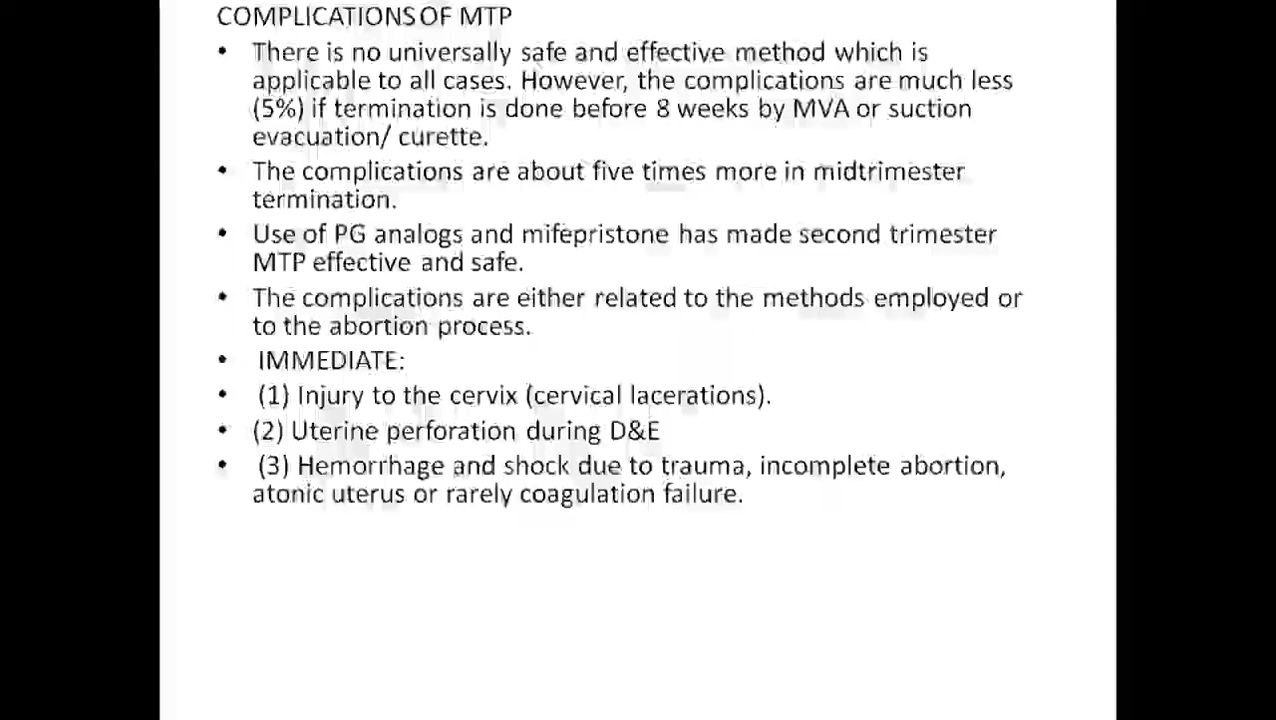 COMPLICATIONS OF MTP
• There is no universally safe and effective method which is
applicable to all cases. However, the complications are much less
(5%) if termination is done before 8 weeks by MVA or suction
evacuation/ curette.
• The complications are about five times more in midtrimester
termination.
• Use of PG analogs and mifepristone has made second trimester
MTP effective and safe.
• The complications are either related to the methods employed or
to the abortion process.
• IMMEDIATE:
• (1) Injury to the cervix (cervical lacerations).
• (2) Uterine perforation during D&E
• (3) Hemorrhage and shock due to trauma, incomplete abortion,
atonic uterus or rarely coagulation failure.